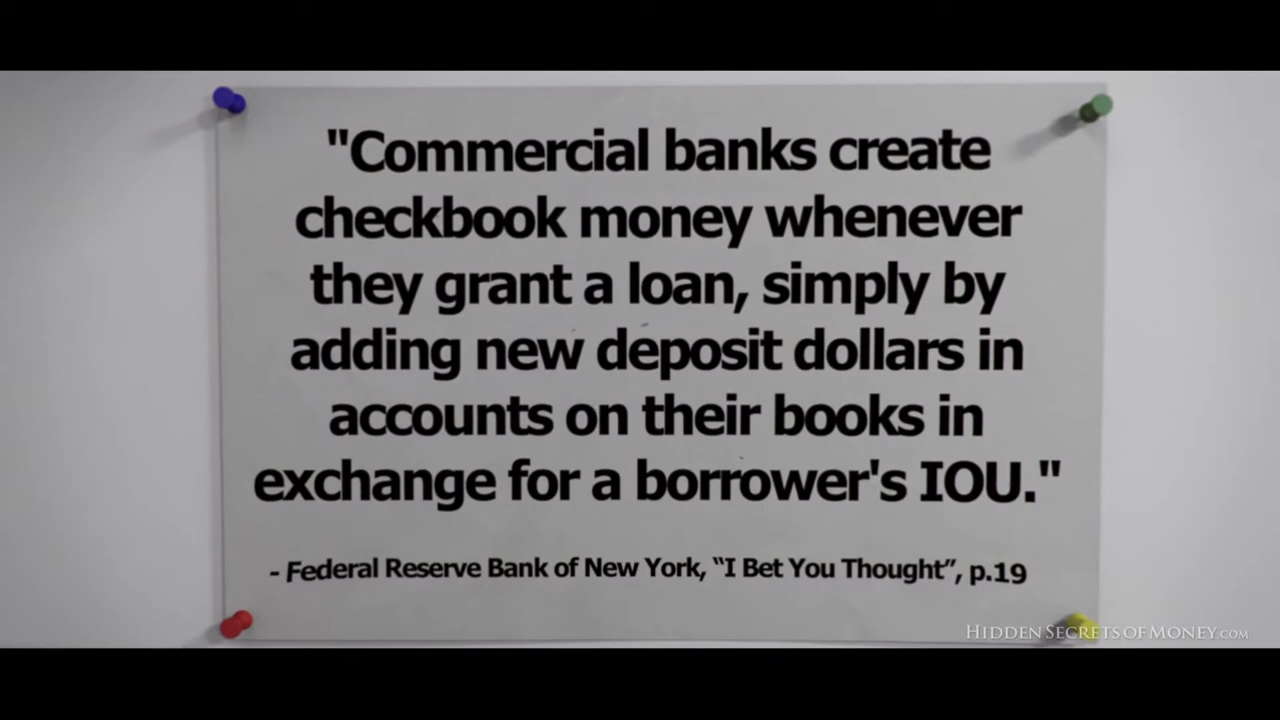 "Commercial banks create
checkbook money whenever
they grant a loan, simply by
adding new deposit dollars in
accounts on their books in
exchange for a borrower's IOU."
- Federal Reserve Bank of New York, “I Bet You Thought”, p.19
HIDDEN SECRETS OF MONEY.COM